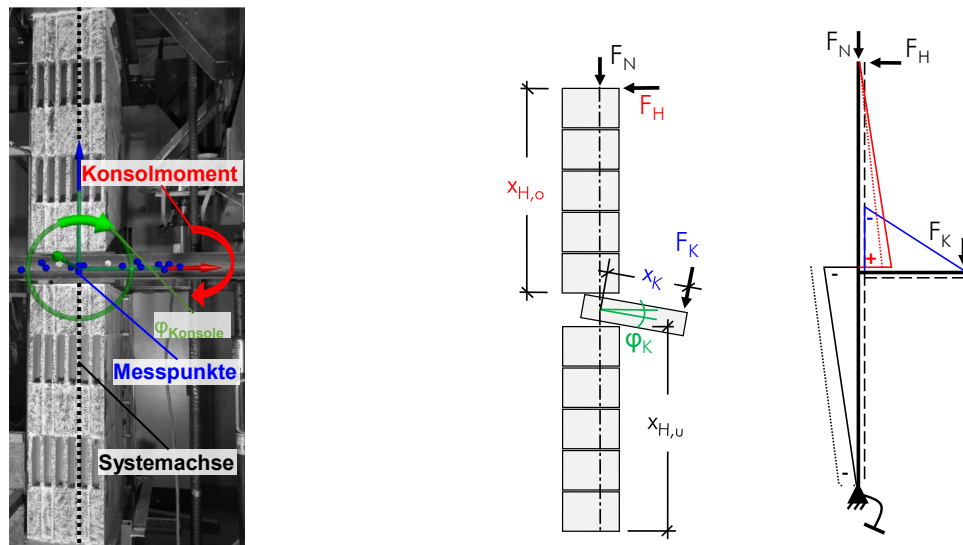 Konsolmoment
φKonsole
Messpunkte
Systemachse
FN
FH
xH,o
FK
xK
φK
xH,u
FN
FH
-
+
FK
-
-